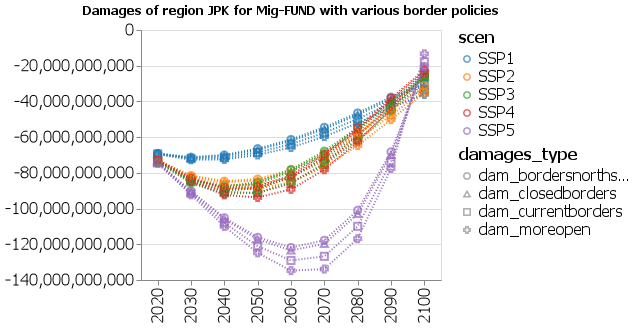 Damages of region JPK for Mig-FUND with various border policies
0
-20,000,000,000
-40,000,000,000
-60,000,000,000
-80,000,000,000
-100,000,000,000
-120,000,000,000
-140,000,000,000
2020
2030
2040
2050
2060
2070
2080
2090
2100
scen
SSP1
SSP2
SSP3
SSP4
SSP5
damages_type
dam_bordersnorths...
dam_closedborders
dam_currentborders
dam_moreopen